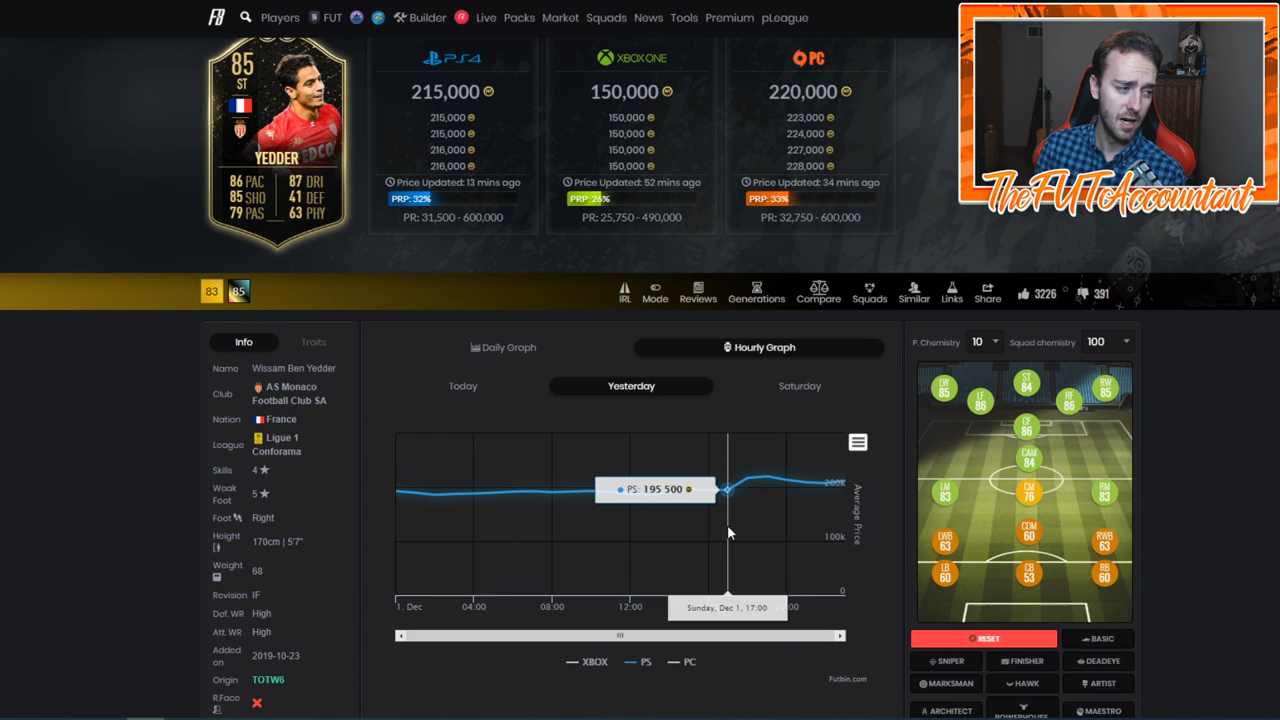 F8 Players FUT Builder Live Packs Market Squads News Tools Premium pLeague
85
ST
YEDDER
86 PAC 87 DRI
85 SHO 41 DEF
79 PAS 63 PHY
PS4
215,000
215,000
215,000
216,000
216,000
Price Updated: 13 mins ago
PRP: 32%
PR: 31,500 - 600,000
XBOX ONE
150,000
150,000
150,000
150,000
150,000
Price Updated: 52 mins ago
PRP: 26%
PR: 25,750 - 490,000
PC
220,000
223,000
224,000
227,000
228,000
Price Updated: 34 mins ago
PRP: 33%
PR: 32,750 - 600,000
TheFUTAccountant
83 85
IRL Mode Reviews Generations Compare Squads Similar Links Share 3226 391
Info Traits
Name Wissam Ben Yedder
Club AS Monaco
Football Club SA
Nation France
League Ligue 1
Conforama
Skills 4
Weak
Foot 5
Foot Right
Height 170cm | 5'7"
Weight 68
Revision IF
Def. WR High
Att. WR High
Added
on 2019-10-23
Origin TOTW6
R.Face
Daily Graph Hourly Graph
Today Yesterday Saturday
PS: 195 500
200k
100k
0
Average Price
1. Dec 04:00 08:00 12:00
Sunday, Dec 1, 17:00
XBOX PS PC
Futbin.com
P. Chemistry 10 Squad chemistry 100
LW
85
LF
86
ST
84
RF
86
RW
85
CF
86
CAM
84
LM
83
CM
76
RM
83
CDM
60
LWB
63
RWB
63
LB
60
CB
53
RB
60
RESET BASIC
SNIPER FINISHER DEADEYE
MARKSMAN HAWK ARTIST
ARCHITECT POWERHOUSE MAESTRO